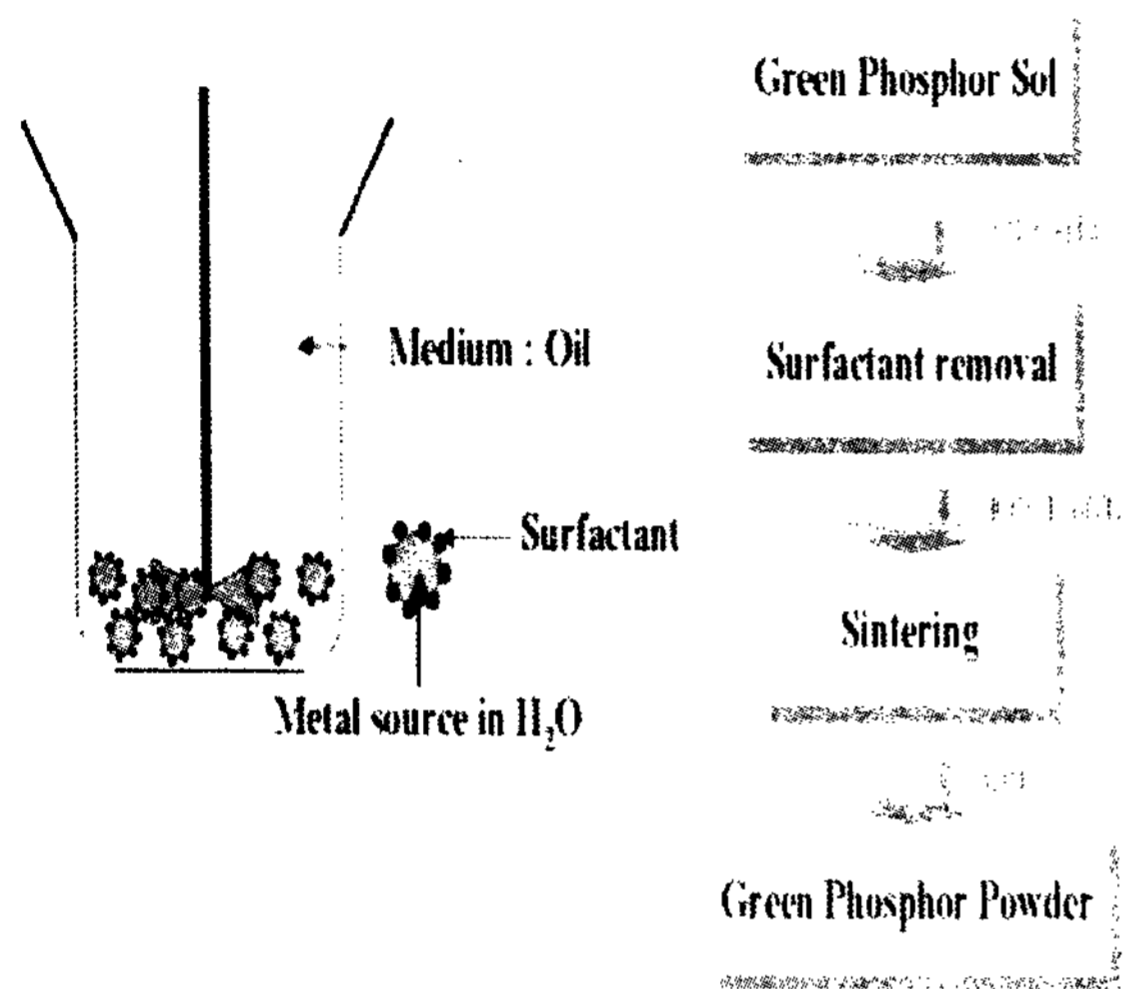 Medium : Oil
Surfactant
Metal source in H₂O
Green Phosphor Sol
Surfactant removal
Sintering
Green Phosphor Powder